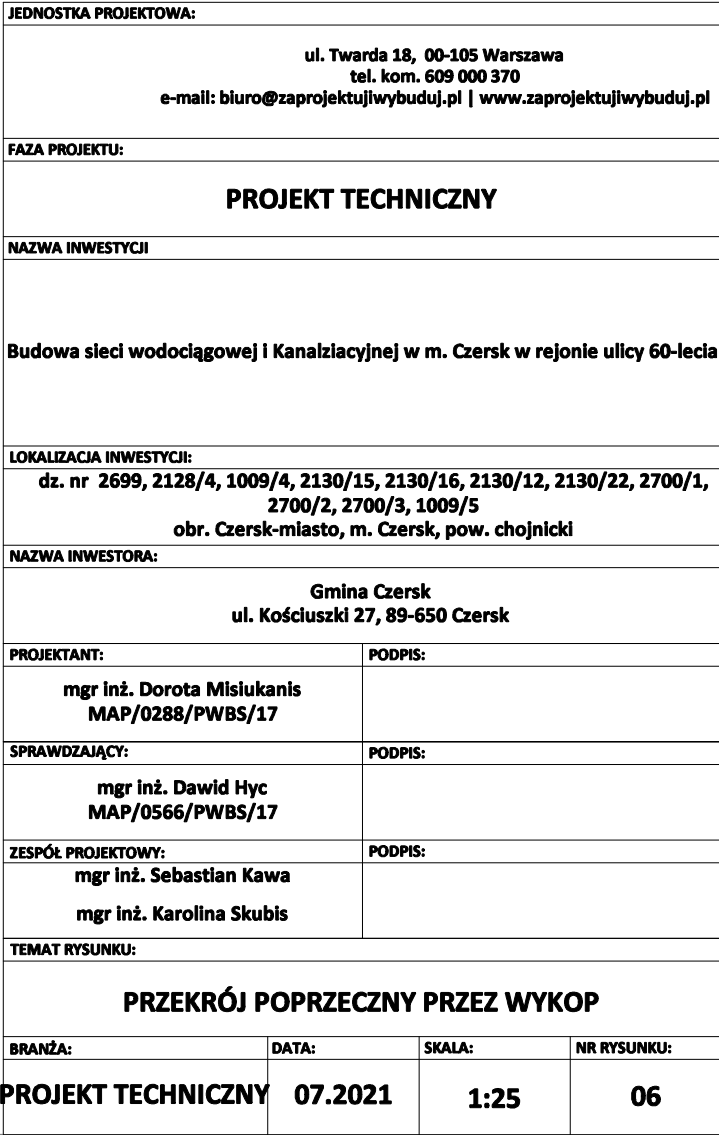 JEDNOSTKA PROJEKTOWA:
ul. Twarda 18, 00-105 Warszawa
tel. kom. 609 000 370
e-mail: biuro@zaprojektujiwybuduj.pl | www.zaprojektujiwybuduj.pl
FAZA PROJEKTU:
PROJEKT TECHNICZNY
NAZWA INWESTYCJI
Budowa sieci wodociągowej i Kanalziacyjnej w m. Czersk w rejonie ulicy 60-lecia
LOKALIZACJA INWESTYCJI:
dz. nr 2699, 2128/4, 1009/4, 2130/15, 2130/16, 2130/12, 2130/22, 2700/1,
2700/2, 2700/3, 1009/5
obr. Czersk-miasto, m. Czersk, pow. chojnicki
NAZWA INWESTORA:
Gmina Czersk
ul. Kościuszki 27, 89-650 Czersk
PROJEKTANT: PODPIS:
mgr inż. Dorota Misiukanis
MAP/0288/PWBS/17
SPRAWDZAJĄCY: PODPIS:
mgr inż. Dawid Hyc
MAP/0566/PWBS/17
ZESPÓŁ PROJEKTOWY: PODPIS:
mgr inż. Sebastian Kawa
mgr inż. Karolina Skubis
TEMAT RYSUNKU:
PRZEKRÓJ POPRZECZNY PRZEZ WYKOP
BRANŻA: DATA: SKALA: NR RYSUNKU:
PROJEKT TECHNICZNY 07.2021 1:25 06